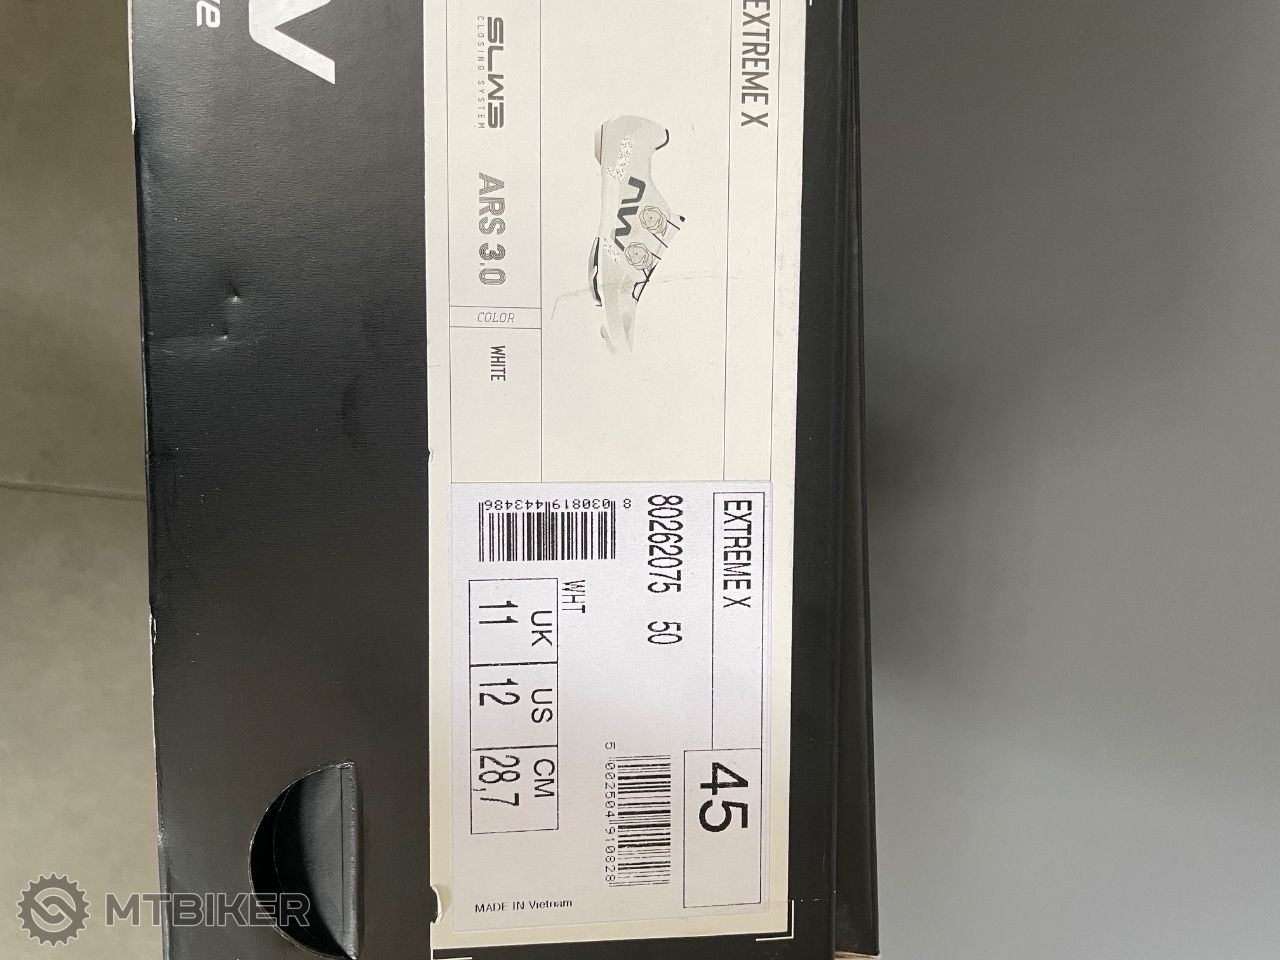 ve
EXTREME X
SLW3
CLOSING SYSTEM
ARS 3.0
COLOR
WHITE
EXTREME X
80262075 50
8 030819 443486
WHT
UK US CM
11 12 28,7
45
5 002504 910828
MADE IN Vietnam
MTBIKER